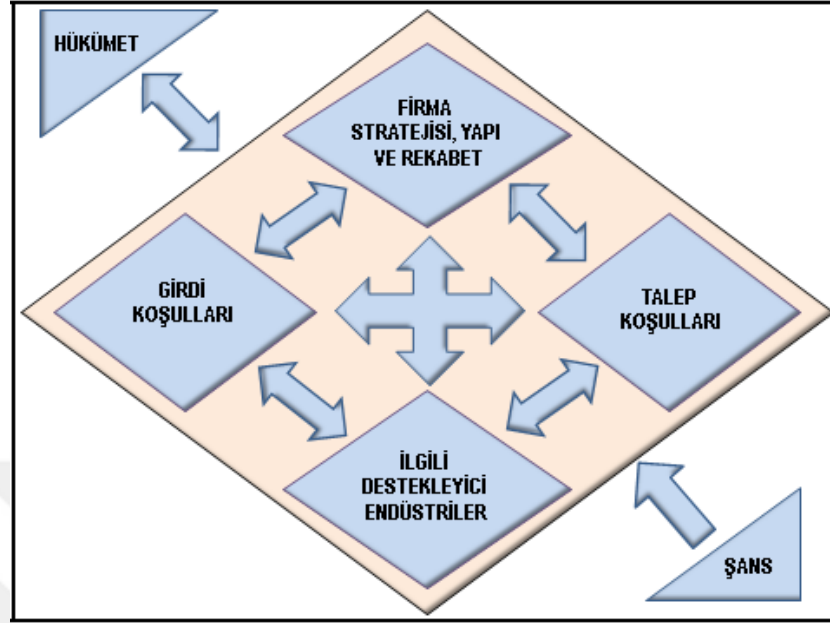 HÜKÜMET
FİRMA
STRATEJİSİ, YAPI
VE REKABET
GİRDİ
KOŞULLARI
TALEP
KOŞULLARI
İLGİLİ
DESTEKLEYİCİ
ENDÜSTRİLER
ŞANS